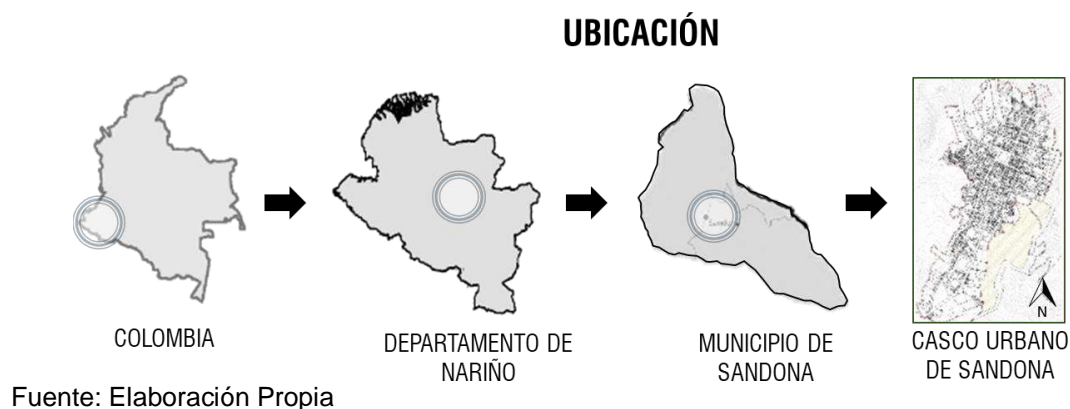 UBICACIÓN
COLOMBIA
DEPARTAMENTO DE
NARIÑO
MUNICIPIO DE
SANDONA
CASCO URBANO
DE SANDONA
N
Fuente: Elaboración Propia